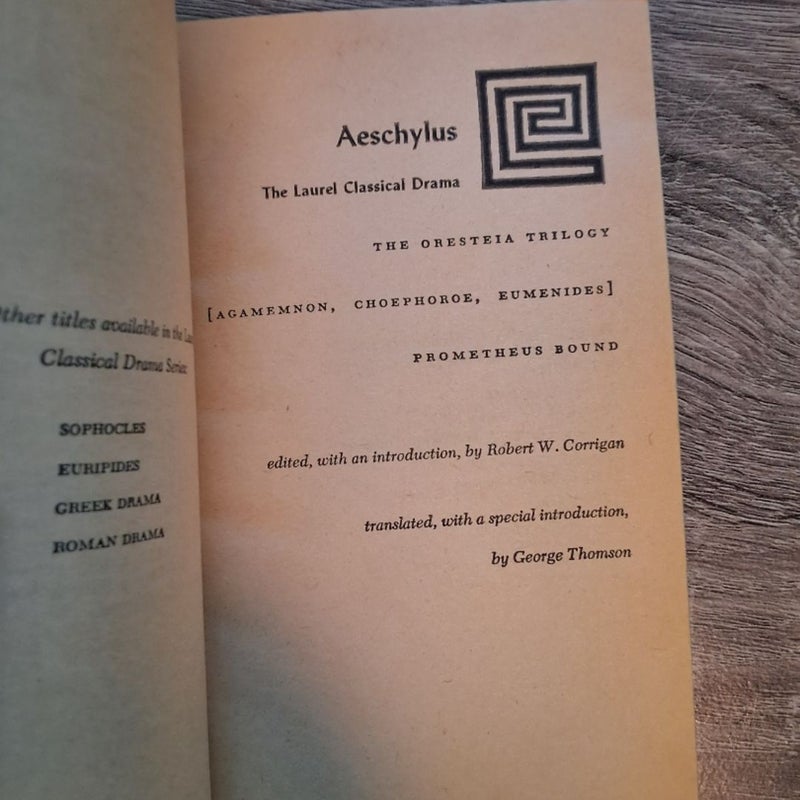 ther titles available in the
Classical Drama Series:
SOPHOCLES
EURIPIDES
GREEK DRAMA
ROMAN DRAMA
Aeschylus
The Laurel Classical Drama
THE ORESTEIA TRILOGY
[AGAMEMNON, CHOEPHOROE, EUMENIDES]
PROMETHEUS BOUND
edited, with an introduction, by Robert W. Corrigan
translated, with a special introduction,
by George Thomson